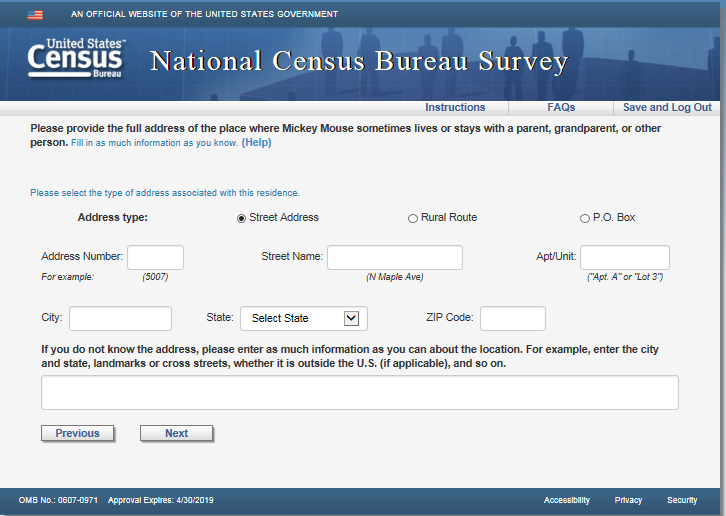 AN OFFICIAL WEBSITE OF THE UNITED STATES GOVERNMENT
United States™
Census
Bureau
National Census Bureau Survey
Instructions FAQs Save and Log Out
Please provide the full address of the place where Mickey Mouse sometimes lives or stays with a parent, grandparent, or other
person. Fill in as much information as you know. (Help)
Please select the type of address associated with this residence.
Address type: Street Address Rural Route P.O. Box
Address Number: Street Name: Apt/Unit:
For example: (5007) (N Maple Ave) ("Apt. A" or "Lot 3")
City: State: Select State ZIP Code:
If you do not know the address, please enter as much information as you can about the location. For example, enter the city
and state, landmarks or cross streets, whether it is outside the U.S. (if applicable), and so on.
Previous Next
OMB No.: 0607-0971 Approval Expires: 4/30/2019 Accessibility Privacy Security